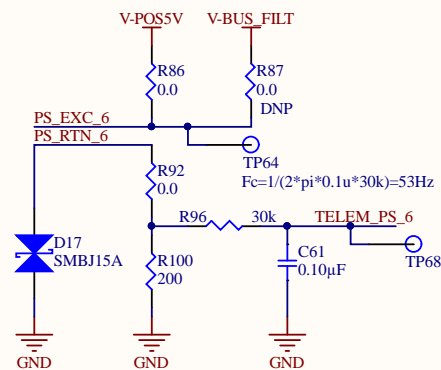 V-POS5V
V-BUS_FILT
R86
0.0
R87
0.0
DNP
PS_EXC_6
PS_RTN_6
TP64
Fc=1/(2*pi*0.1u*30k)=53Hz
R92
0.0
R96
30k
TELEM_PS_6
D17
SMBJ15A
R100
200
C61
0.10µF
TP68
GND
GND
GND